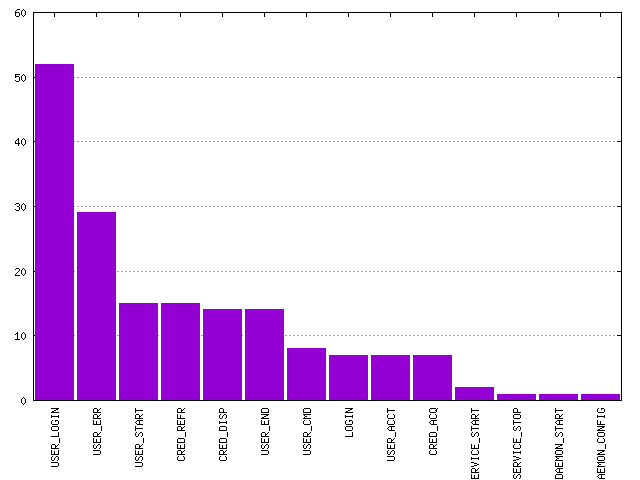 60
50
40
30
20
10
0
USER_LOGIN
USER_ERR
USER_START
CRED_REFR
CRED_DISP
USER_END
USER_CMD
LOGIN
USER_ACCT
CRED_ACQ
ERVICE_START
SERVICE_STOP
DAEMON_START
AEMON_CONFIG